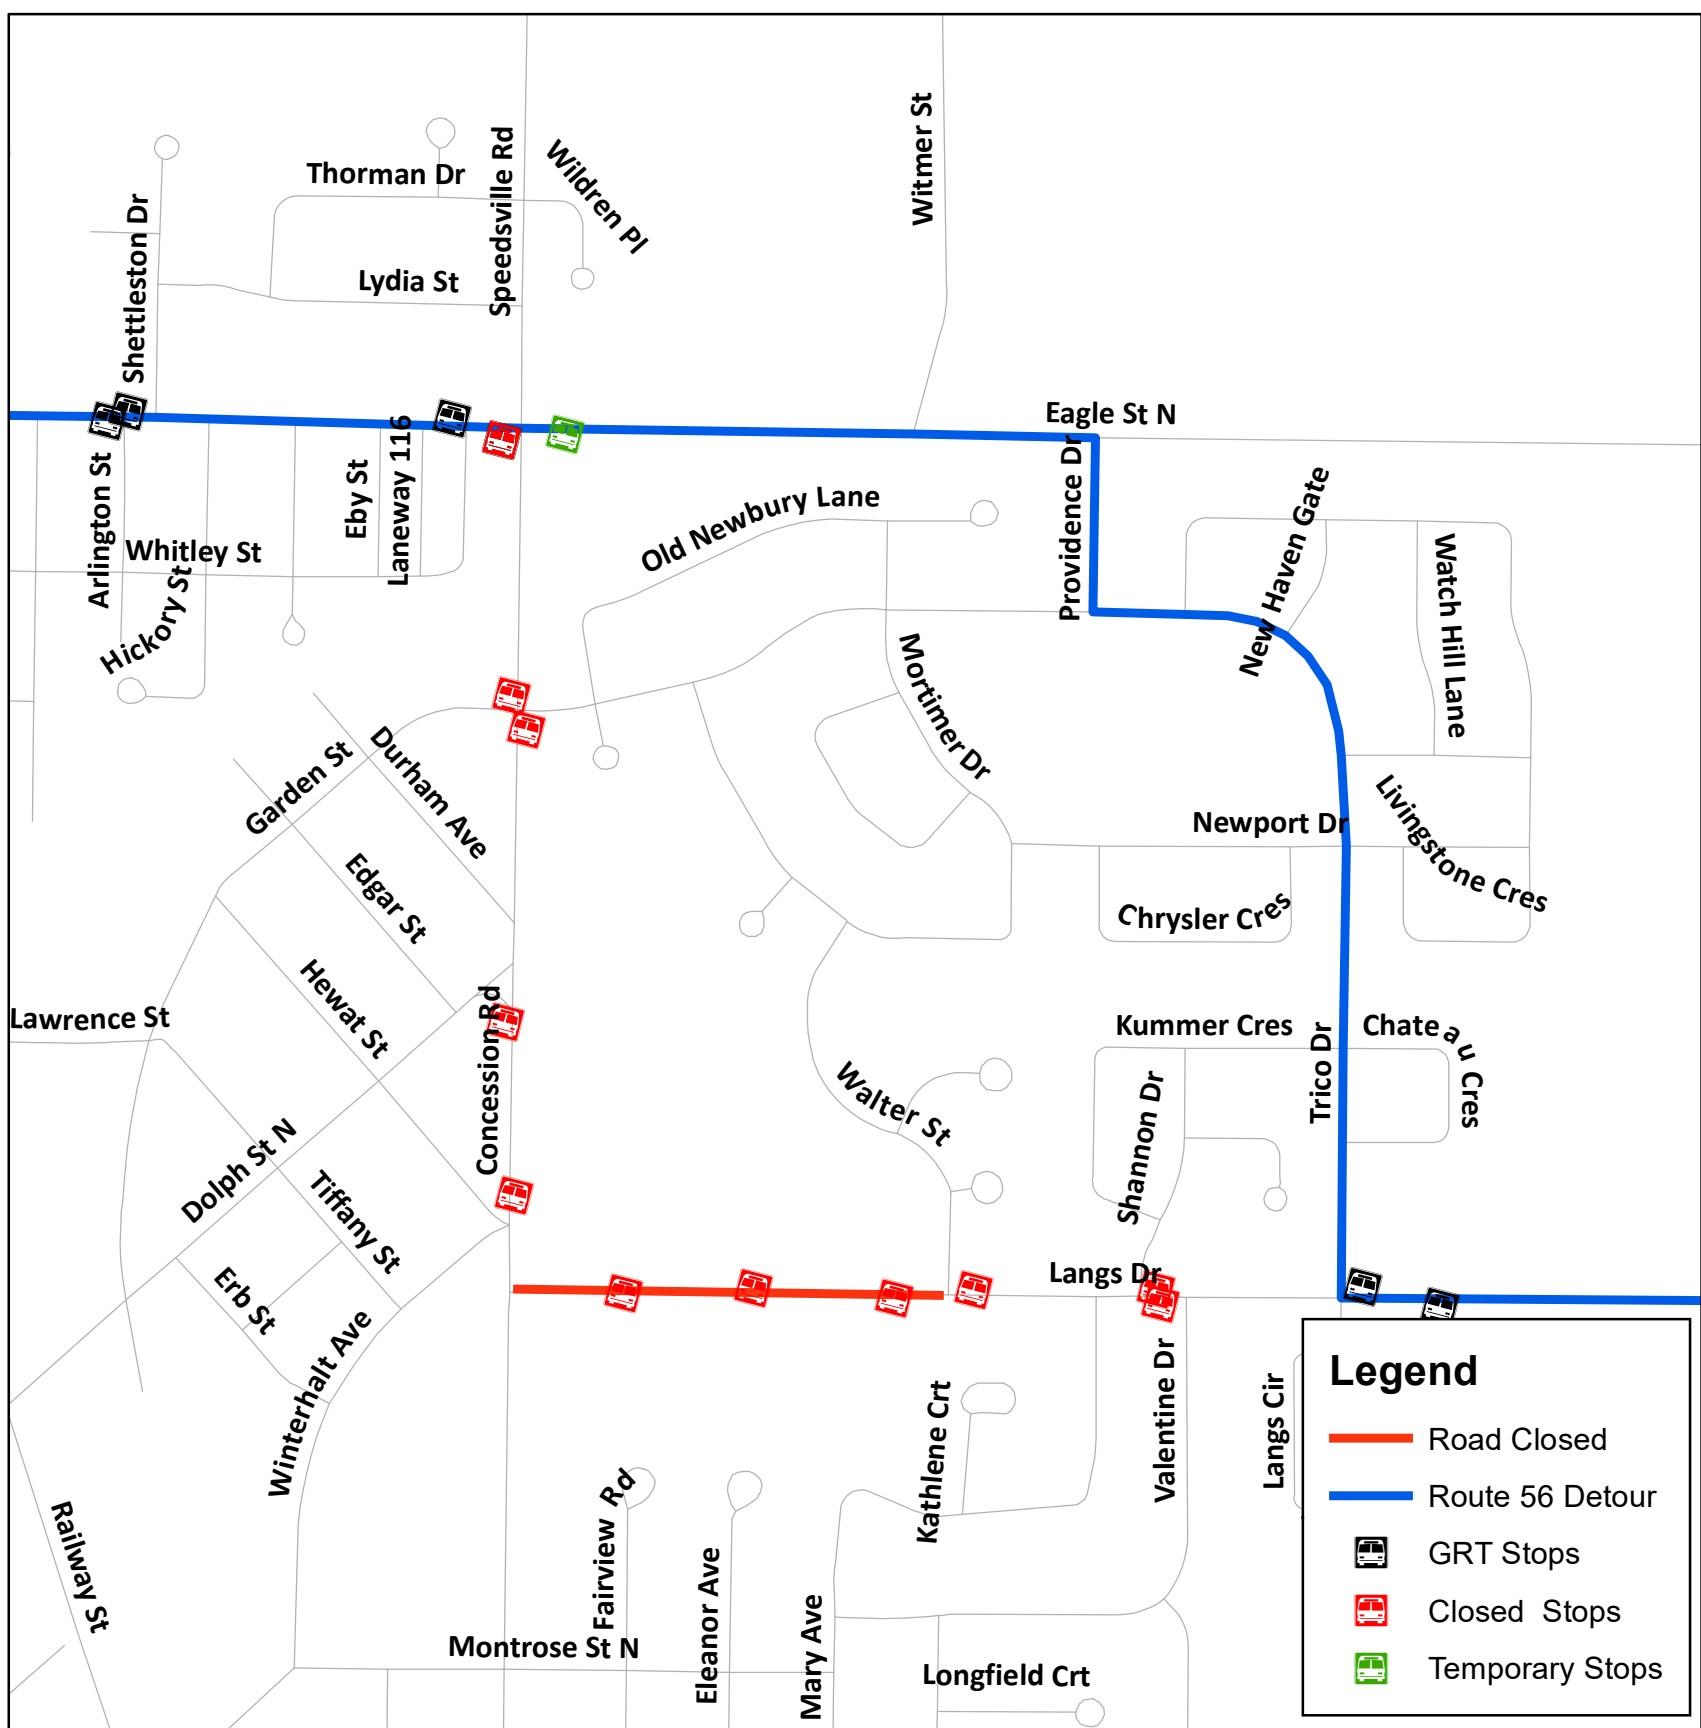 Witmer St
Speedsville Rd
Wildren Pl
Thorman Dr
Shettleston Dr
Lydia St
Eagle St N
Arlington St
Eby St
Laneway 116
Whitley St
Hickory St
Old Newbury Lane
Providence Dr
New Haven Gate
Watch Hill Lane
Mortimer Dr
Garden St
Durham Ave
Newport Dr
Livingstone Cres
Edgar St
Chrysler Cres
Hewat St
Lawrence St
Concession Rd
Kummer Cres
Chateau Cres
Trico Dr
Walter St
Shannon Dr
Dolph St N
Tiffany St
Erb St
Langs Dr
Winterhalt Ave
Valentine Dr
Kathlene Crt
Langs Cir
Railway St
Fairview Rd
Eleanor Ave
Mary Ave
Montrose St N
Longfield Crt
Legend
Road Closed
Route 56 Detour
GRT Stops
Closed Stops
Temporary Stops